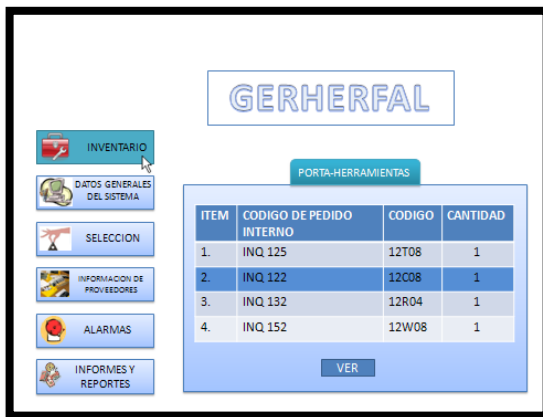 GERHERFAL
INVENTARIO
DATOS GENERALES
DEL SISTEMA
SELECCION
INFORMACION DE
PROVEEDORES
ALARMAS
INFORMES Y
REPORTES
PORTA-HERRAMIENTAS
ITEM CODIGO DE PEDIDO INTERNO CODIGO CANTIDAD
1. INQ 125 12T08 1
2. INQ 122 12C08 1
3. INQ 132 12R04 1
4. INQ 152 12W08 1
VER